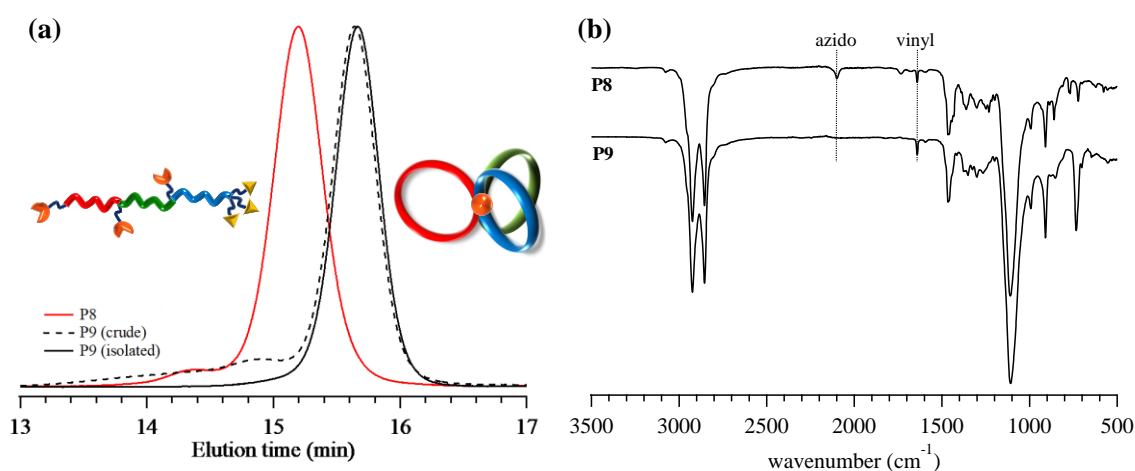 (a)
P8
P9 (crude)
P9 (isolated)
13 14 15 16 17
Elution time (min)
(b)
azido vinyl
P8
P9
3500 3000 2500 2000 1500 1000 500
wavenumber (cm⁻¹)